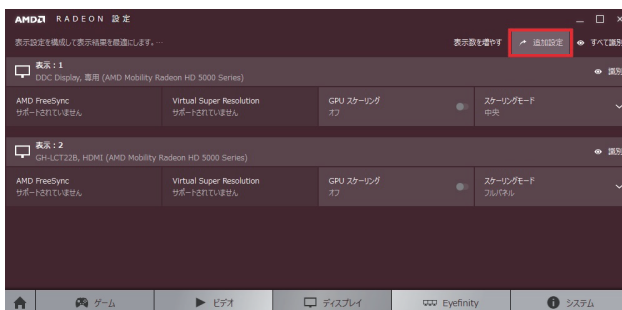 AMD RADEON 設定
表示設定を構成して表示結果を最適にします。…
表示数を増やす 追加設定 すべて識別
表示：1
DDC Display, 専用 (AMD Mobility Radeon HD 5000 Series)
識別
AMD FreeSync
サポートされていません
Virtual Super Resolution
サポートされていません
GPU スケーリング
オフ
スケーリングモード
中央
表示：2
GH-LCT22B, HDMI (AMD Mobility Radeon HD 5000 Series)
識別
AMD FreeSync
サポートされていません
Virtual Super Resolution
サポートされていません
GPU スケーリング
オフ
スケーリングモード
フルパネル
ゲーム ビデオ ディスプレイ Eyefinity システム